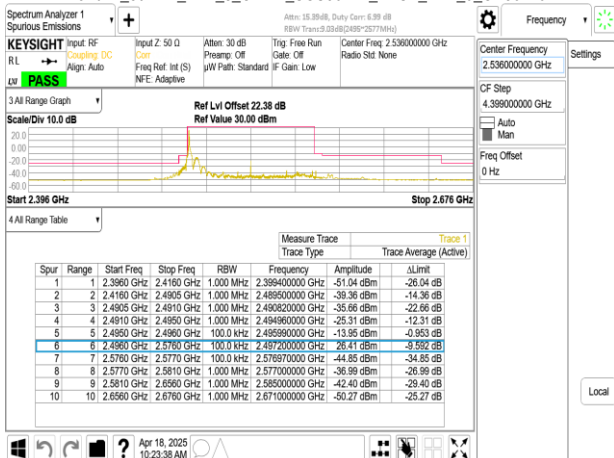 Spectrum Analyzer 1
Spurious Emissions
Attn: 15.39dB, Duty Corr: 6.99 dB
RBW Trans:9.03dB(2495~2577MHz)
Frequency
KEYSIGHT
RL
PASS
Input: RF
Coupling: DC
Align: Auto
Input Z: 50 Ω
Corr
Freq Ref: Int (S)
NFE: Adaptive
Atten: 30 dB
Preamp: Off
µW Path: Standard
Trig: Free Run
Gate: Off
IF Gain: Low
Center Freq: 2.536000000 GHz
Radio Std: None
Center Frequency
2.536000000 GHz
Settings
CF Step
4.399000000 GHz
Auto
Man
Freq Offset
0 Hz
3 All Range Graph
Scale/Div 10.0 dB
Ref Lvl Offset 22.38 dB
Ref Value 30.00 dBm
20.0
0.00
-20.0
-40.0
-60.0
Start 2.396 GHz
Stop 2.676 GHz
4 All Range Table
Measure Trace Trace 1
Trace Type Trace Average (Active)
Spur Range Start Freq Stop Freq RBW Frequency Amplitude ΔLimit
1 1 2.3960 GHz 2.4160 GHz 1.000 MHz 2.399400000 GHz -51.04 dBm -26.04 dB
2 2 2.4160 GHz 2.4905 GHz 1.000 MHz 2.489500000 GHz -39.36 dBm -14.36 dB
3 3 2.4905 GHz 2.4910 GHz 1.000 MHz 2.490820000 GHz -35.66 dBm -22.66 dB
4 4 2.4910 GHz 2.4950 GHz 1.000 MHz 2.494960000 GHz -25.31 dBm -12.31 dB
5 5 2.4950 GHz 2.4960 GHz 100.0 kHz 2.495990000 GHz -13.95 dBm -0.953 dB
6 6 2.4960 GHz 2.5760 GHz 100.0 kHz 2.497200000 GHz 26.41 dBm -9.592 dB
7 7 2.5760 GHz 2.5770 GHz 100.0 kHz 2.576970000 GHz -44.85 dBm -34.85 dB
8 8 2.5770 GHz 2.5810 GHz 1.000 MHz 2.577000000 GHz -36.99 dBm -26.99 dB
9 9 2.5810 GHz 2.6560 GHz 1.000 MHz 2.585000000 GHz -42.40 dBm -29.40 dB
10 10 2.6560 GHz 2.6760 GHz 1.000 MHz 2.671000000 GHz -50.27 dBm -25.27 dB
Local
?
Apr 18, 2025
10:23:38 AM